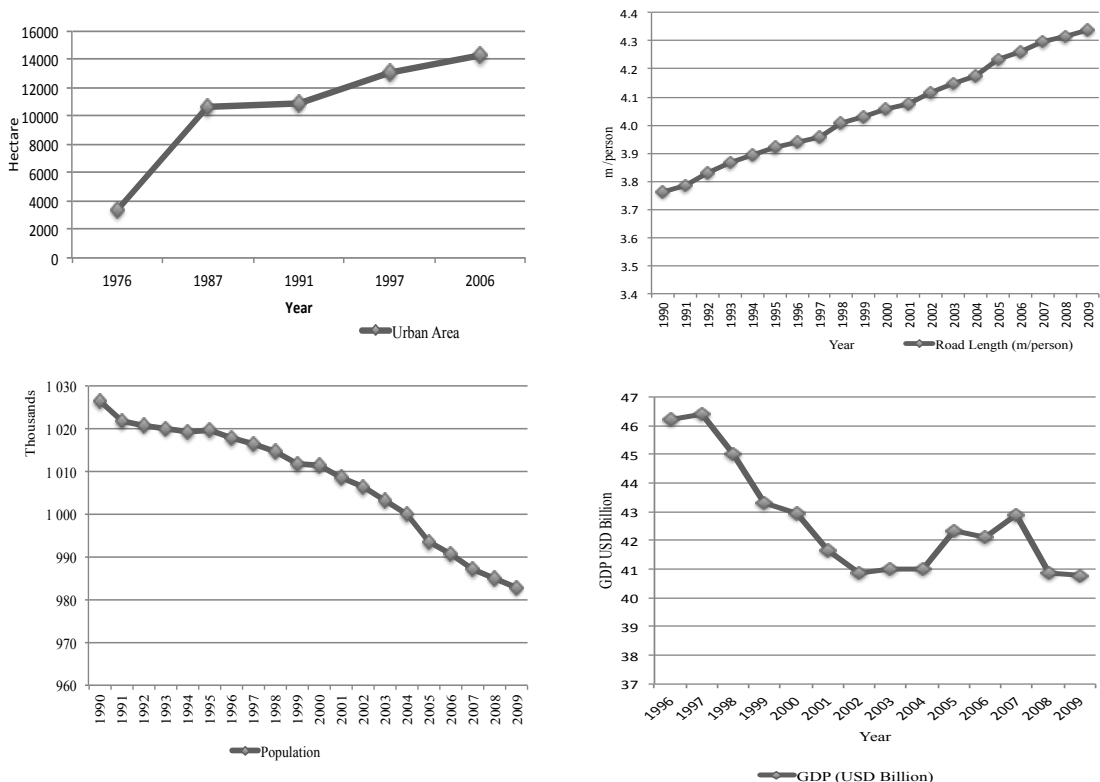 16000
14000
12000
10000
8000
6000
4000
2000
0
Hectare
1976 1987 1991 1997 2006
Year
Urban Area
4.4
4.3
4.2
4.1
4.0
3.9
3.8
3.7
3.6
3.5
3.4
m /person
1990 1991 1992 1993 1994 1995 1996 1997 1998 1999 2000 2001 2002 2003 2004 2005 2006 2007 2008 2009
Year
Road Length (m/person)
1 030
1 020
1 010
1 000
990
980
970
960
Thousands
1990 1991 1992 1993 1994 1995 1996 1997 1998 1999 2000 2001 2002 2003 2004 2005 2006 2007 2008 2009
Population
47
46
45
44
43
42
41
40
39
38
37
GDP USD Billion
1996 1997 1998 1999 2000 2001 2002 2003 2004 2005 2006 2007 2008 2009
Year
GDP (USD Billion)